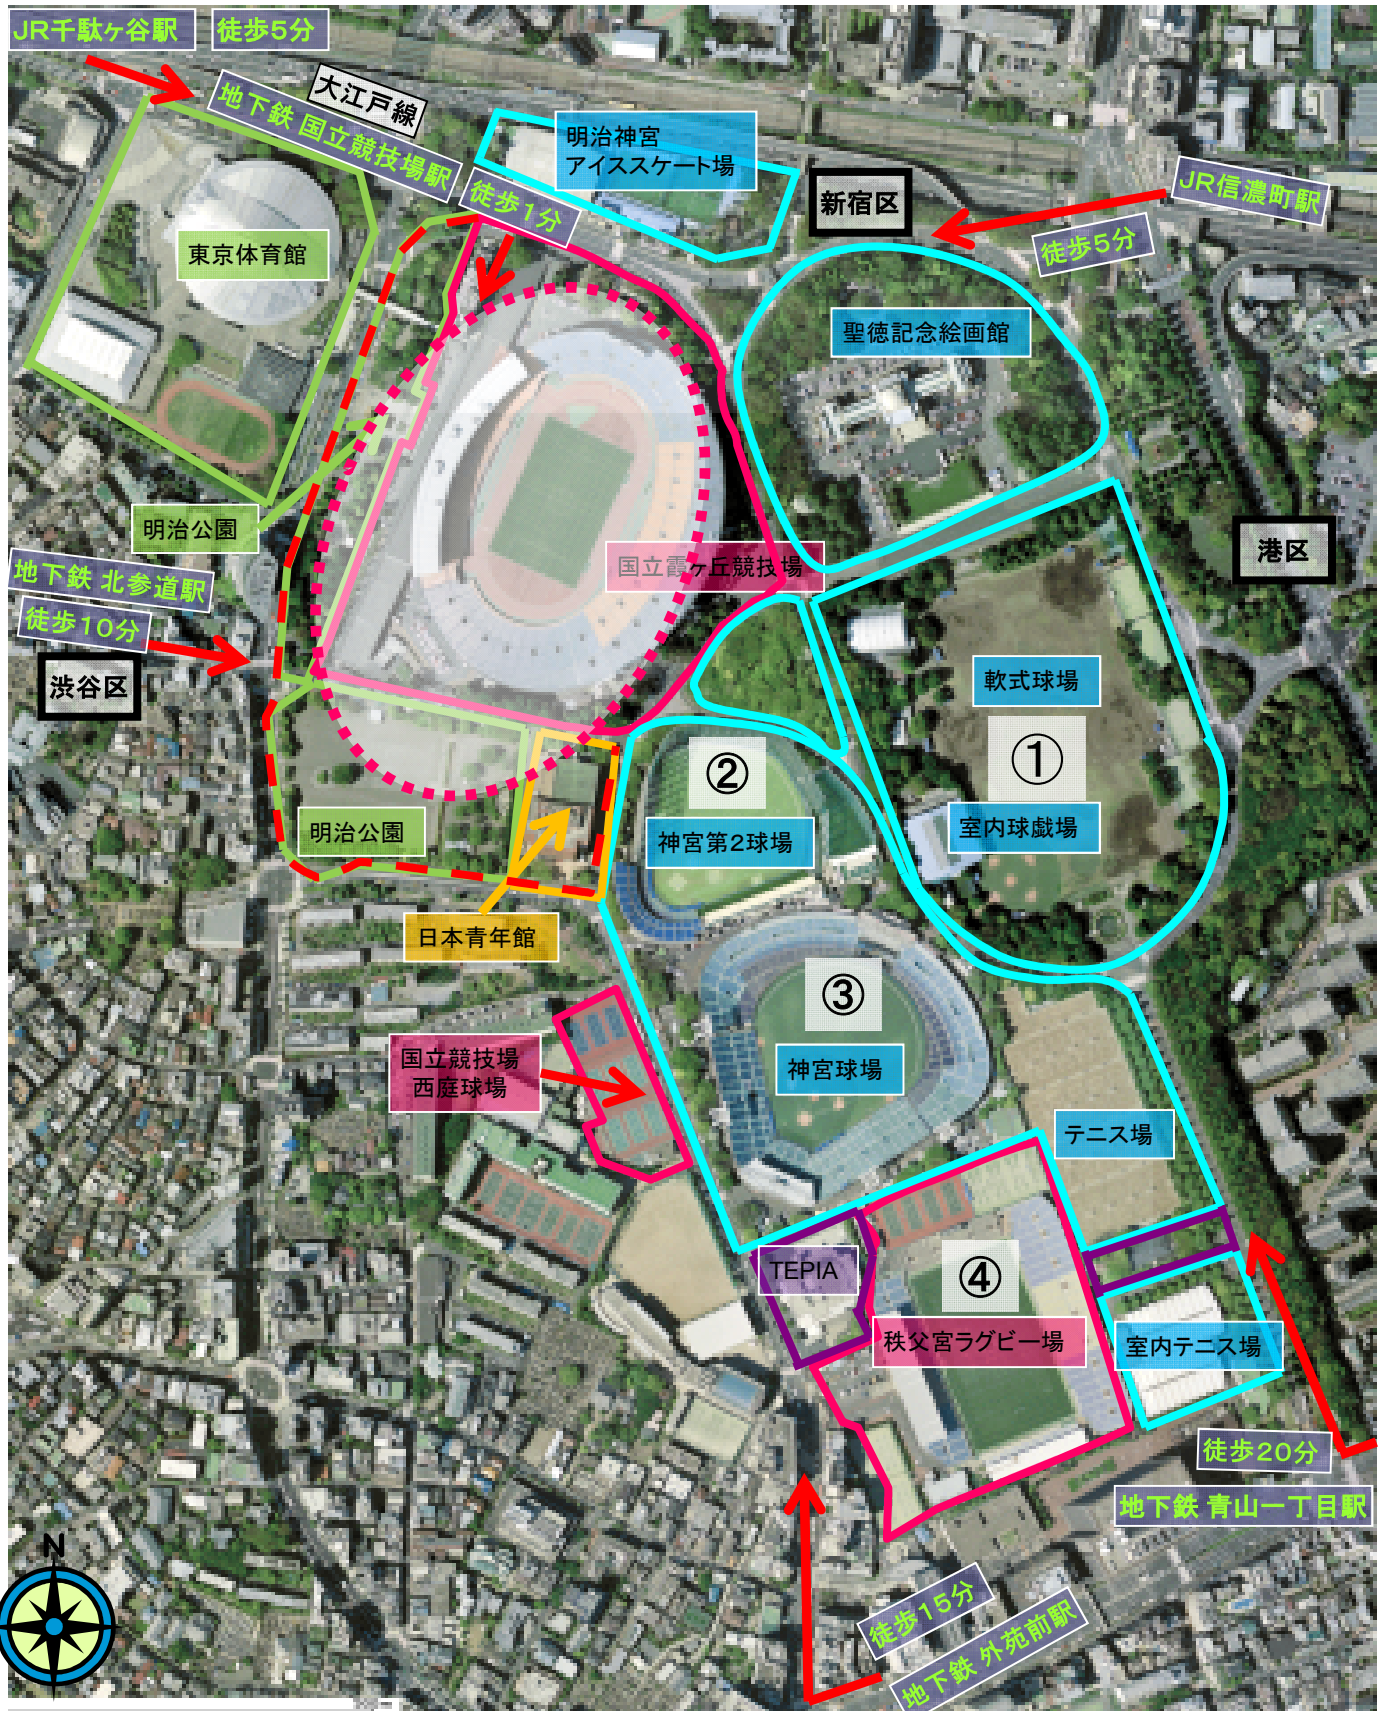 JR千駄ヶ谷駅
徒歩5分
大江戸線
地下鉄 国立競技場駅
徒歩1分
明治神宮
アイススケート場
新宿区
JR信濃町駅
徒歩5分
東京体育館
聖徳記念絵画館
明治公園
国立霞ヶ丘競技場
港区
地下鉄 北参道駅
徒歩10分
渋谷区
軟式球場
①
室内球戯場
②
神宮第2球場
明治公園
日本青年館
③
神宮球場
国立競技場
西庭球場
テニス場
TEPIA
④
秩父宮ラグビー場
室内テニス場
徒歩20分
地下鉄 青山一丁目駅
N
徒歩15分
地下鉄 外苑前駅